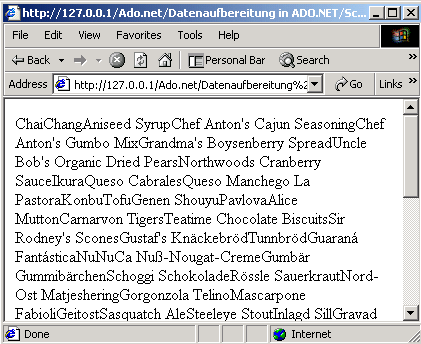 http://127.0.0.1/Ado.net/Datenaufbereitung in ADO.NET/Sc...
File Edit View Favorites Tools Help
Back Personal Bar Search
Address http://127.0.0.1/Ado.net/Datenaufbereitung%2 Go Links »
ChaiChangAniseed SyrupChef Anton's Cajun SeasoningChef
Anton's Gumbo MixGrandma's Boysenberry SpreadUncle
Bob's Organic Dried PearsNorthwoods Cranberry
SauceIkuraQueso CabralesQueso Manchego La
PastoraKonbuTofuGenen ShouyuPavlovaAlice
MuttonCarnarvon TigersTeatime Chocolate BiscuitsSir
Rodney's SconesGustaf's KnäckebrödTunnbrödGuaraná
FantásticaNuNuCa Nuß-Nougat-CremeGumbär
GummibärchenSchoggi SchokoladeRössle SauerkrautNord-
Ost MatjesheringGorgonzola TelinoMascarpone
FabioliGeitostSasquatch AleSteeleye StoutInlagd SillGravad
Done Internet